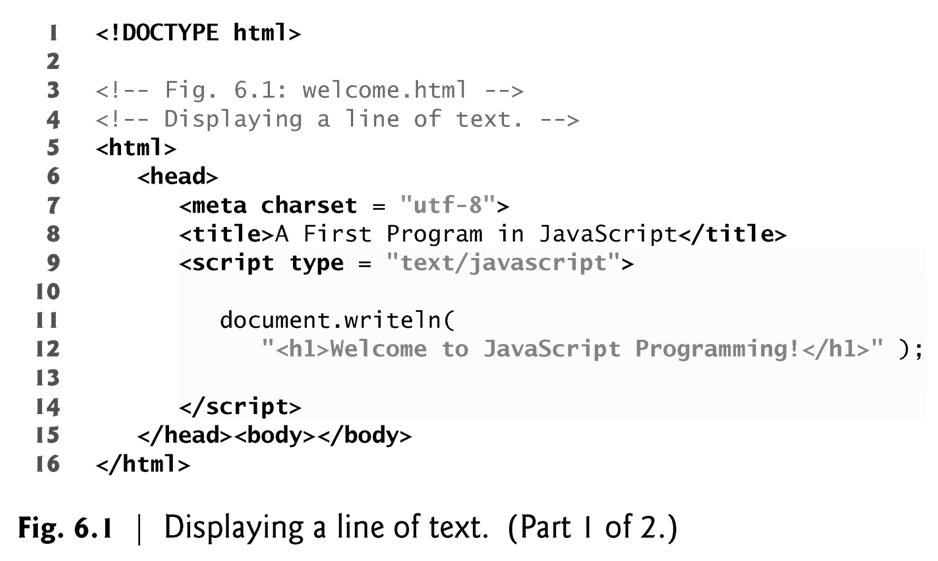 1 <!DOCTYPE html>
2
3 <!-- Fig. 6.1: welcome.html -->
4 <!-- Displaying a line of text. -->
5 <html>
6 <head>
7 <meta charset = "utf-8">
8 <title>A First Program in JavaScript</title>
9 <script type = "text/javascript">
10
11 document.writeln(
12 "<h1>Welcome to JavaScript Programming!</h1>" );
13
14 </script>
15 </head><body></body>
16 </html>
Fig. 6.1 | Displaying a line of text. (Part 1 of 2.)